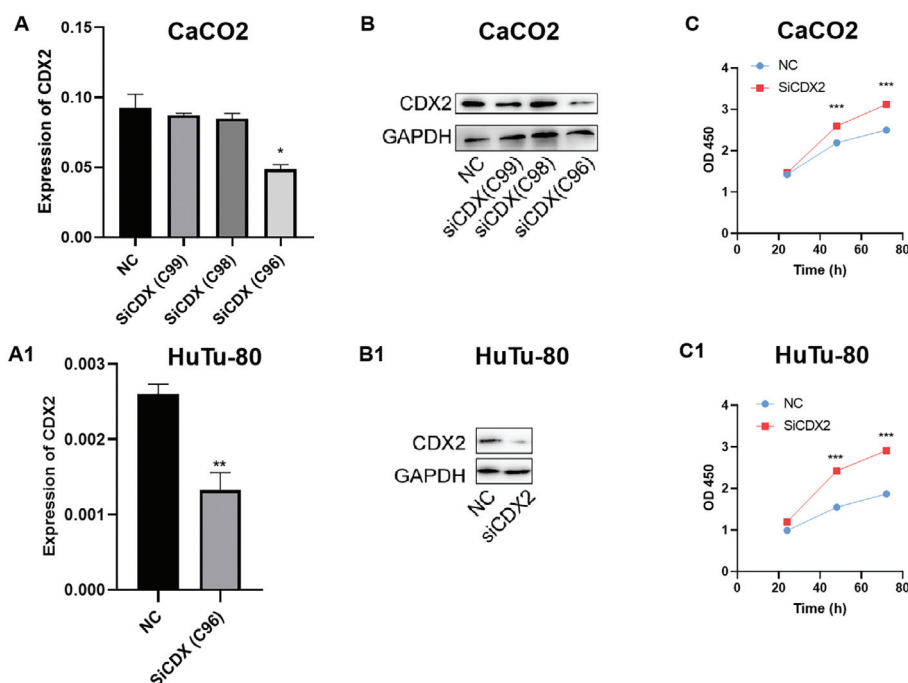 A
CaCO2
Expression of CDX2
0.15
0.10
0.05
0.00
*
NC
SiCDX (C99)
SiCDX (C98)
SiCDX (C96)
B
CaCO2
CDX2
GAPDH
NC
siCDX(C99)
siCDX(C98)
siCDX(C96)
C
CaCO2
NC
SiCDX2
OD 450
4
3
2
1
0
*** ***
0 20 40 60 80
Time (h)
A1
HuTu-80
Expression of CDX2
0.003
0.002
0.001
0.000
**
NC
SiCDX (C96)
B1
HuTu-80
CDX2
GAPDH
NC
siCDX2
C1
HuTu-80
NC
SiCDX2
OD 450
4
3
2
1
0
*** ***
0 20 40 60 80
Time (h)